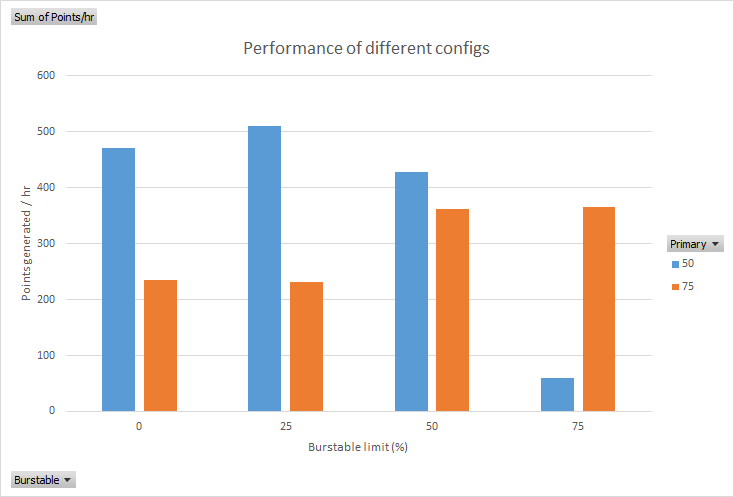 Sum of Points/hr
Performance of different configs
600
500
400
300
200
100
0
Points generated / hr
0 25 50 75
Burstable limit (%)
Primary
50
75
Burstable